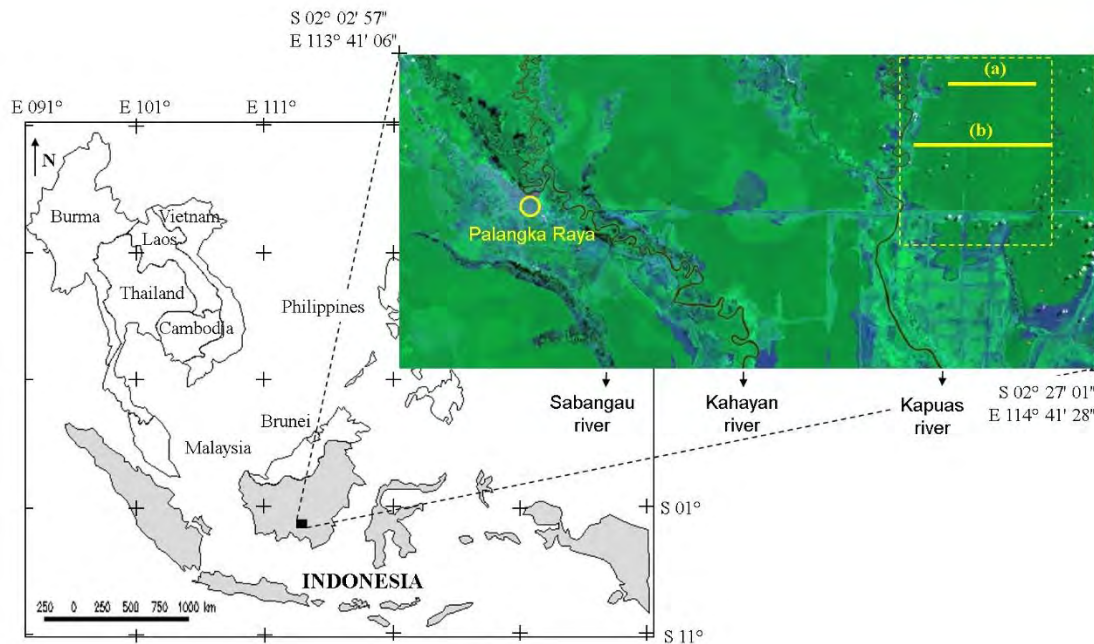 S 02° 02' 57"
E 113° 41' 06"
E 091° E 101° E 111°
N
(a)
(b)
Palangka Raya
Burma
Vietnam
Laos
Thailand
Cambodja
Philippines
Sabangau
river
Kahayan
river
Kapuas
river
S 02° 27' 01"
E 114° 41' 28"
Brunei
Malaysia
S 01°
INDONESIA
250 0 250 500 750 1000 km
S 11°